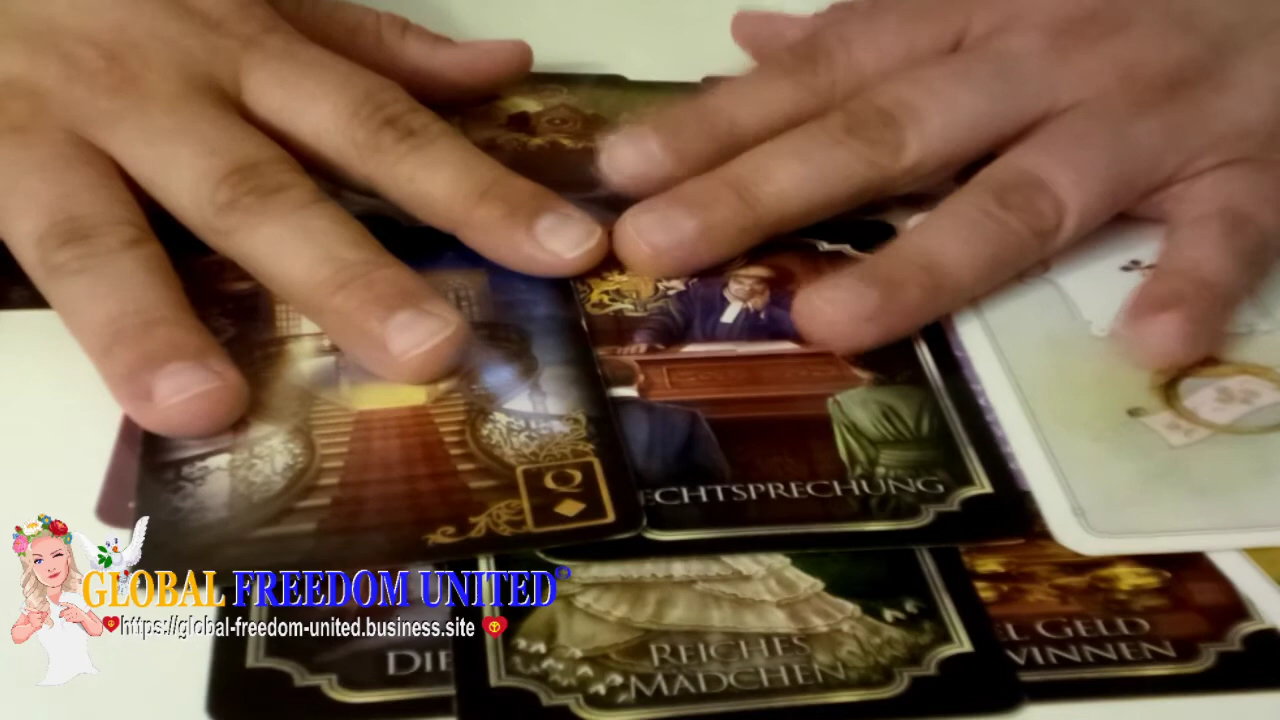 Q
ECHTSPRECHUNG
GLOBAL FREEDOM UNITED
https://global-freedom-united.business.site
DIE
REICHES
MÄDCHEN
EL GELD
WINNEN